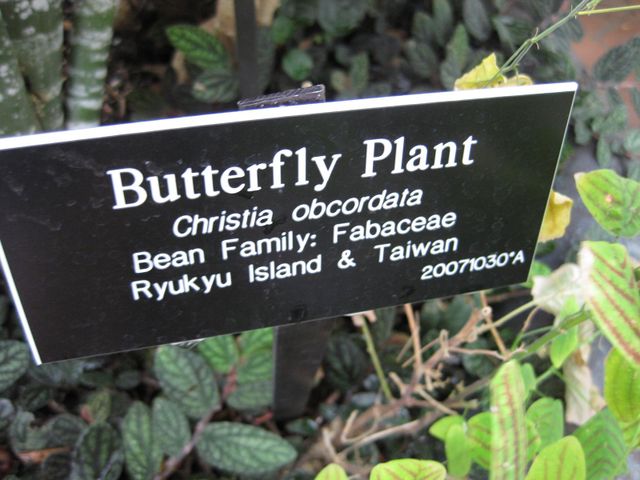 Butterfly Plant
Christia obcordata
Bean Family: Fabaceae
Ryukyu Island & Taiwan
20071030*A